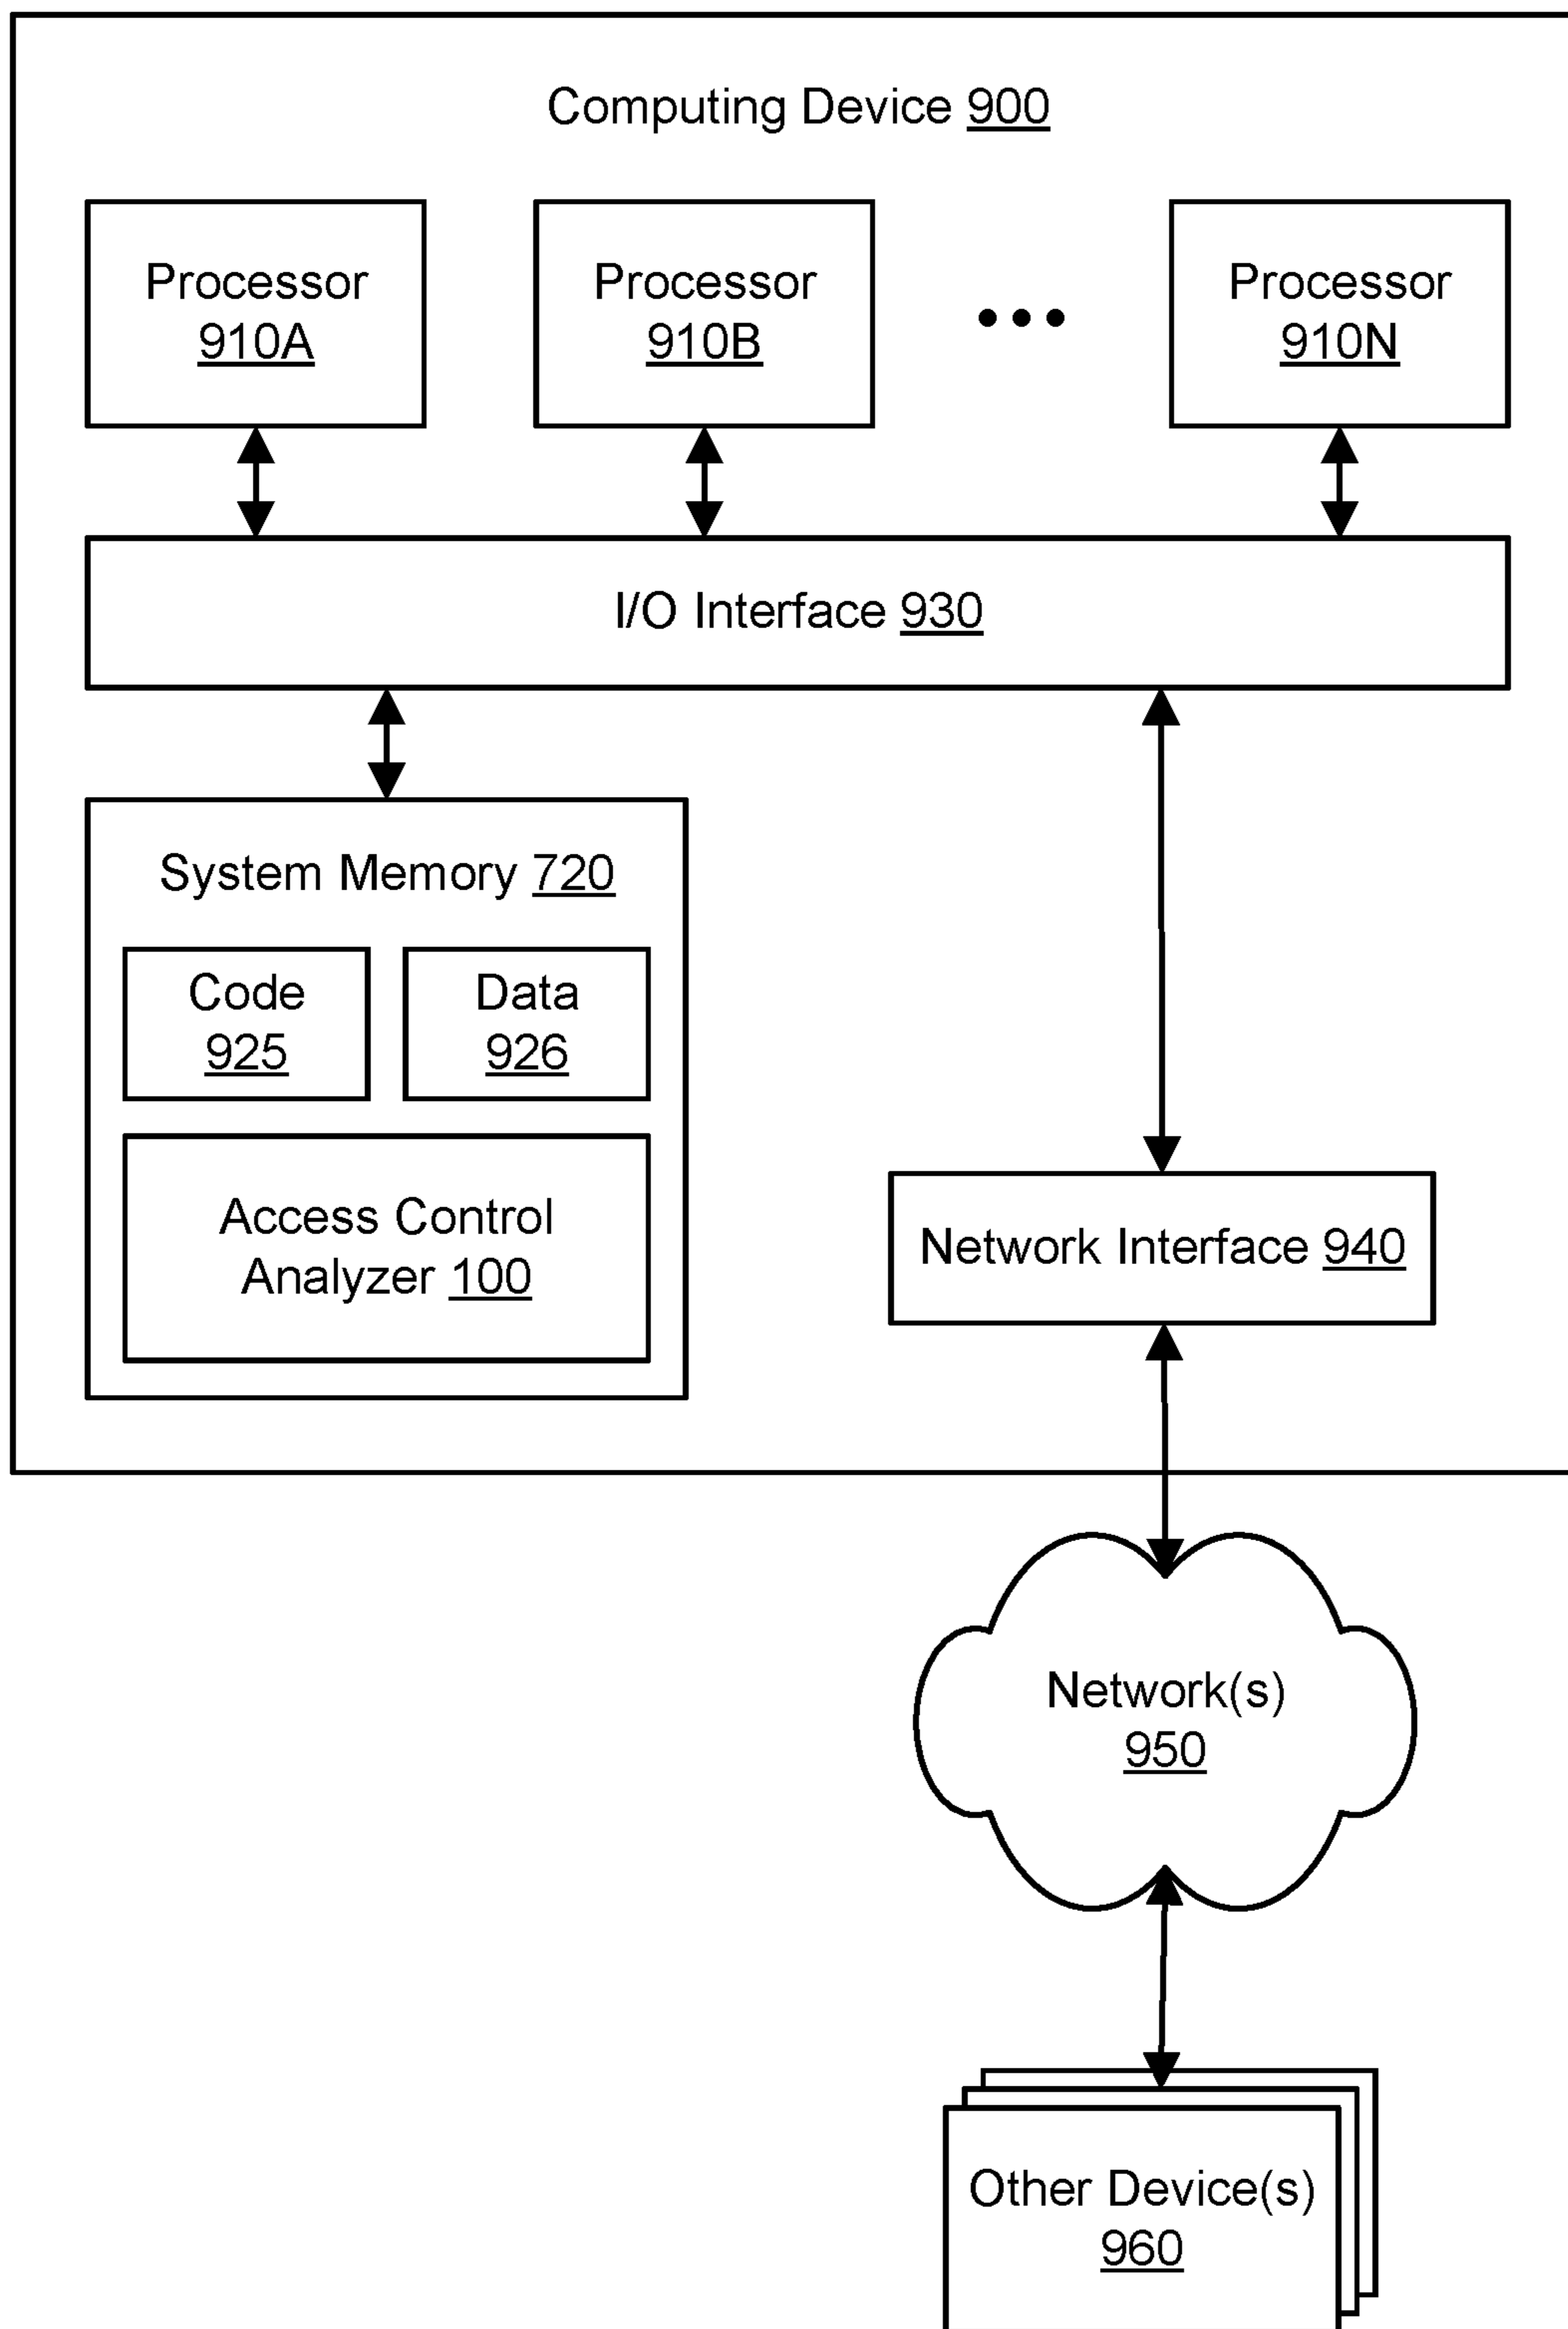 Computing Device 900
Processor
910A
Processor
910B
Processor
910N
I/O Interface 930
System Memory 720
Code
925
Data
926
Access Control
Analyzer 100
Network Interface 940
Network(s)
950
Other Device(s)
960